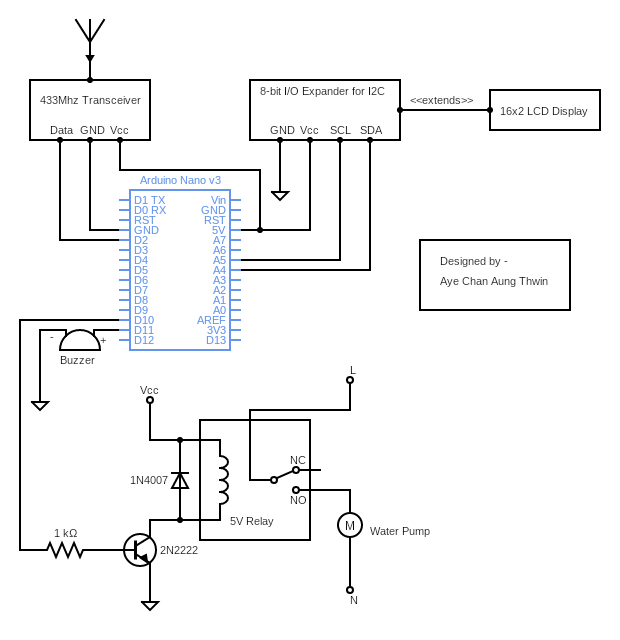 433Mhz Transceiver
Data GND Vcc
8-bit I/O Expander for I2C
GND Vcc SCL SDA
<<extends>>
16x2 LCD Display
Arduino Nano v3
D1 TX Vin
D0 RX GND
RST RST
GND 5V
D2 A7
D3 A6
D4 A5
D5 A4
D6 A3
D7 A2
D8 A1
D9 A0
D10 AREF
D11 3V3
D12 D13
Designed by -
Aye Chan Aung Thwin
- +
Buzzer
L
Vcc
NC
1N4007
NO
5V Relay
M
Water Pump
1 kΩ
2N2222
N